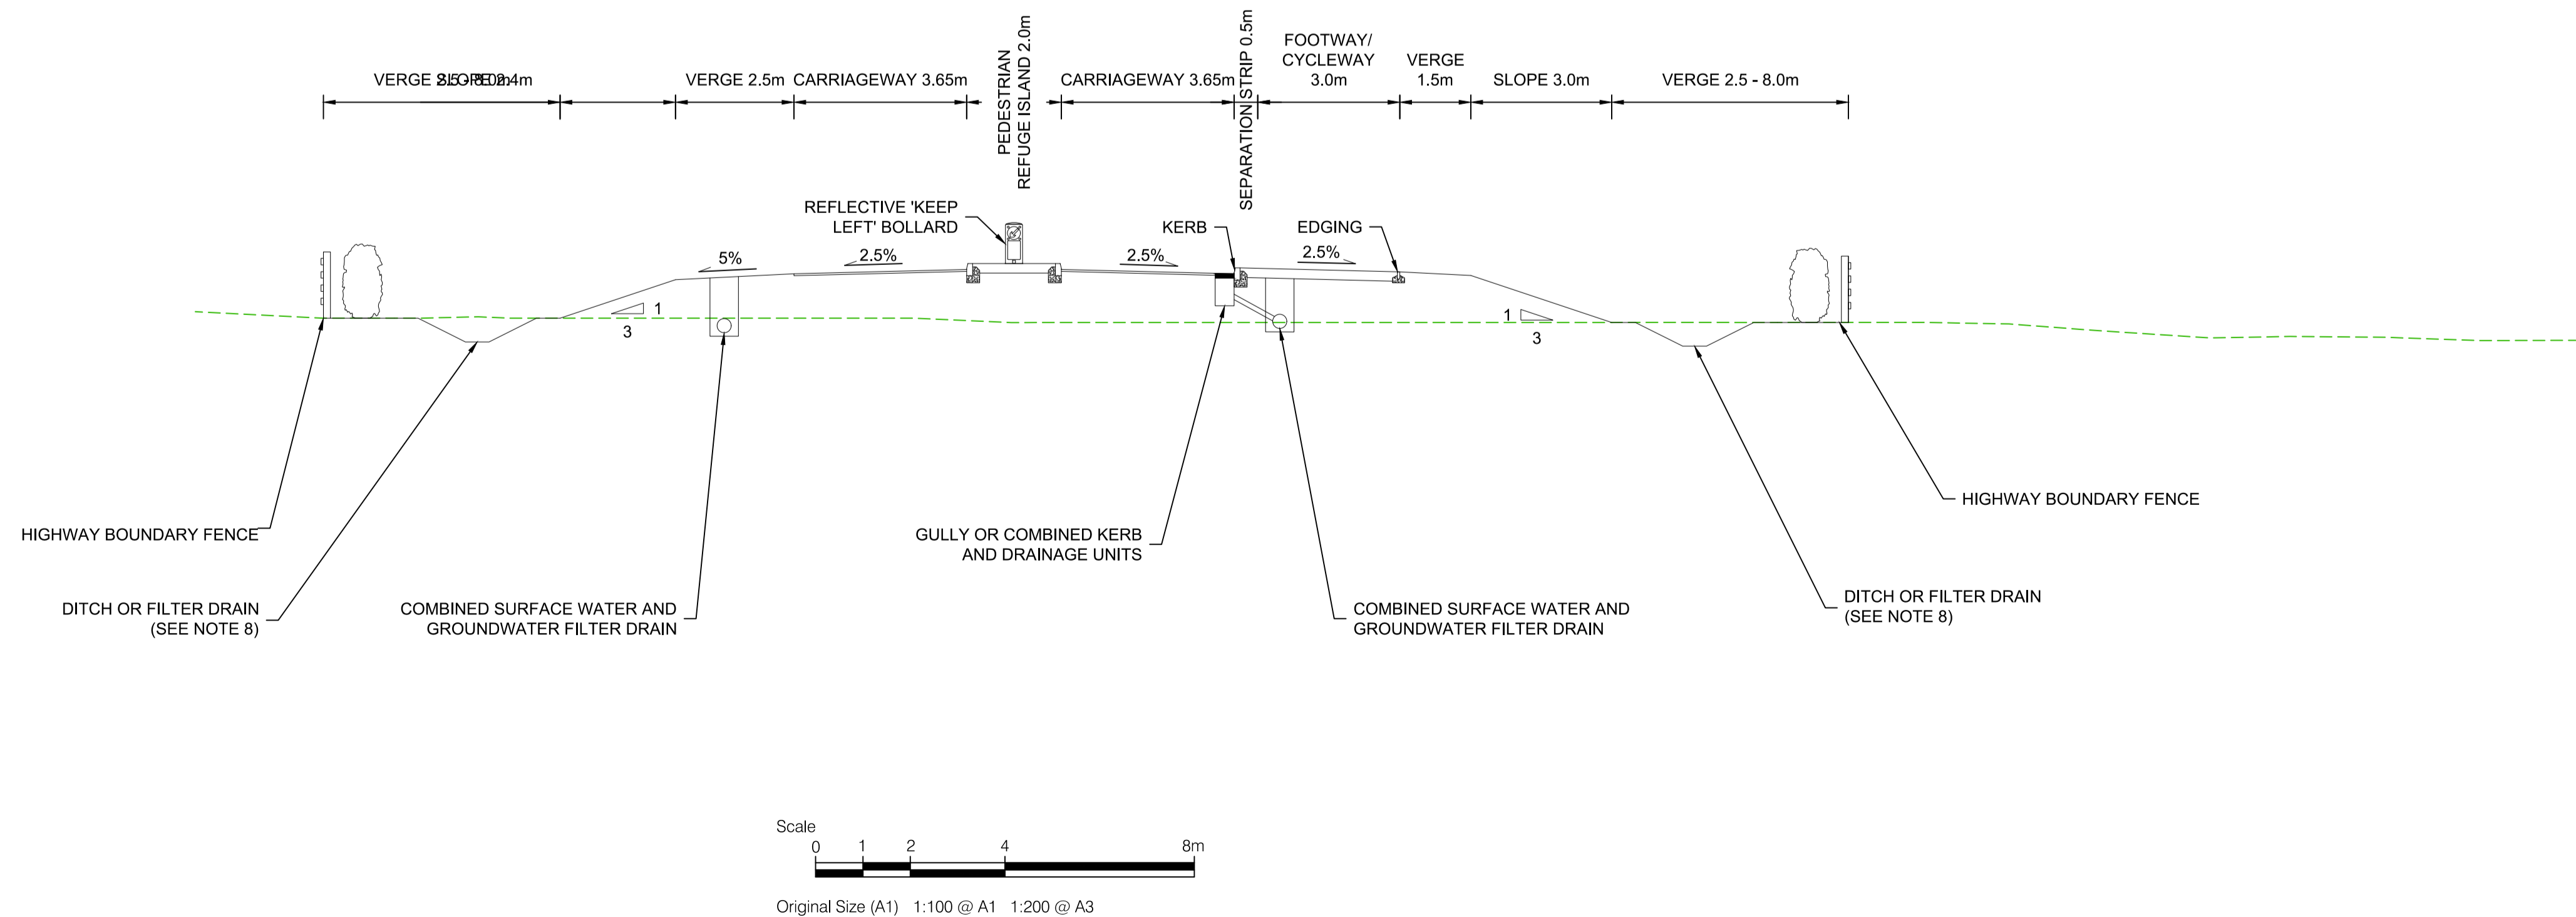 PEDESTRIAN
REFUGE ISLAND 2.0m
SEPARATION STRIP 0.5m
FOOTWAY/
CYCLEWAY
3.0m
VERGE
1.5m
VERGE 2.5 - 8.0m
SLOPE 2.4m
VERGE 2.5m
CARRIAGEWAY 3.65m
CARRIAGEWAY 3.65m
SLOPE 3.0m
VERGE 2.5 - 8.0m
REFLECTIVE 'KEEP
LEFT' BOLLARD
KERB
EDGING
5%
2.5%
2.5%
2.5%
1
3
1
3
HIGHWAY BOUNDARY FENCE
HIGHWAY BOUNDARY FENCE
GULLY OR COMBINED KERB
AND DRAINAGE UNITS
DITCH OR FILTER DRAIN
(SEE NOTE 8)
COMBINED SURFACE WATER AND
GROUNDWATER FILTER DRAIN
COMBINED SURFACE WATER AND
GROUNDWATER FILTER DRAIN
DITCH OR FILTER DRAIN
(SEE NOTE 8)
Scale
0 1 2 4 8m
Original Size (A1) 1:100 @ A1 1:200 @ A3